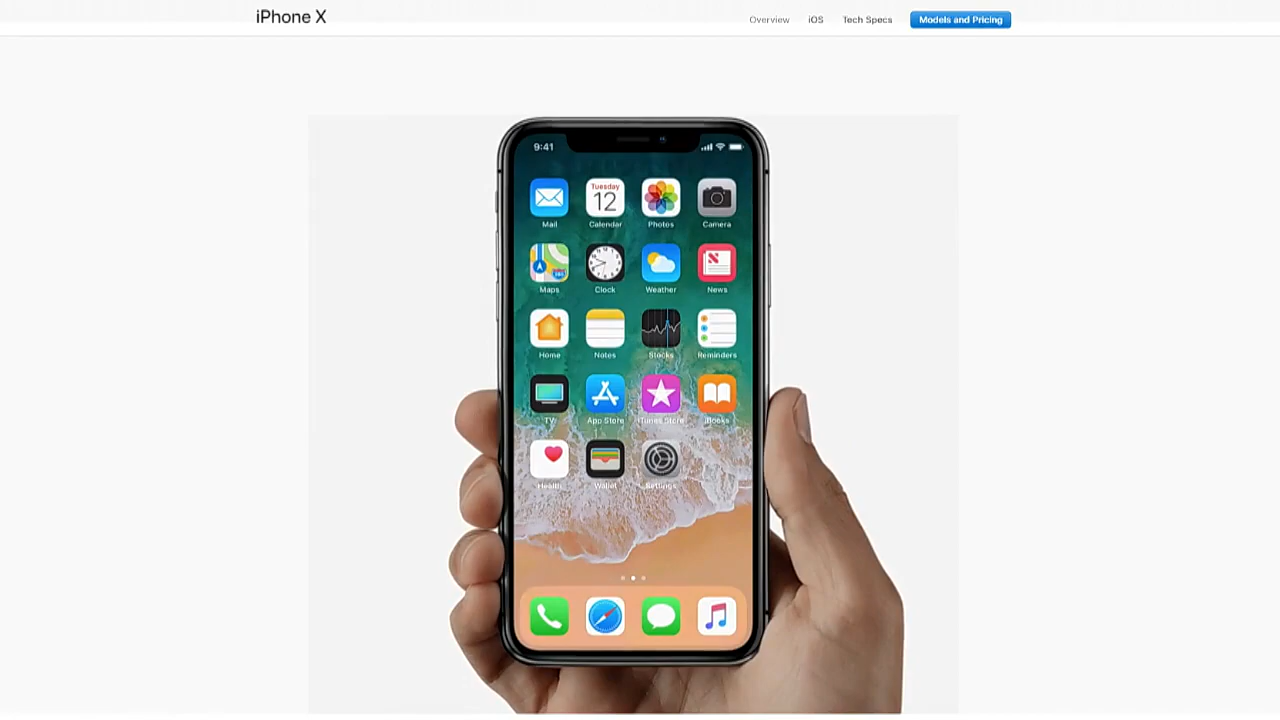 iPhone X
Overview iOS Tech Specs Models and Pricing
9:41
Tuesday
12
Mail Calendar Photos Camera
Maps Clock Weather News
Home Notes Stocks Reminders
TV App Store iTunes Store iBooks
Health Wallet Settings